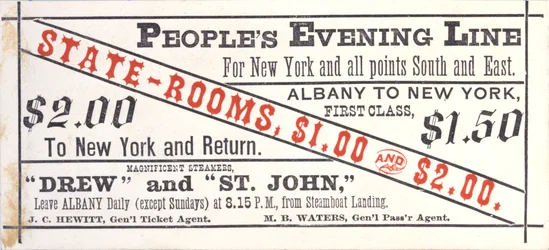 PEOPLE'S EVENING LINE
For New York and all points South and East.
STATE-ROOMS, $1.00 AND $2.00.
ALBANY TO NEW YORK,
FIRST CLASS, $1.50
$2.00
To New York and Return.
MAGNIFICENT STEAMERS,
"DREW" and "ST. JOHN,"
Leave ALBANY Daily (except Sundays) at 8.15 P.M., from Steamboat Landing.
J. C. HEWITT, Gen'l Ticket Agent. M. B. WATERS, Gen'l Pass'r Agent.